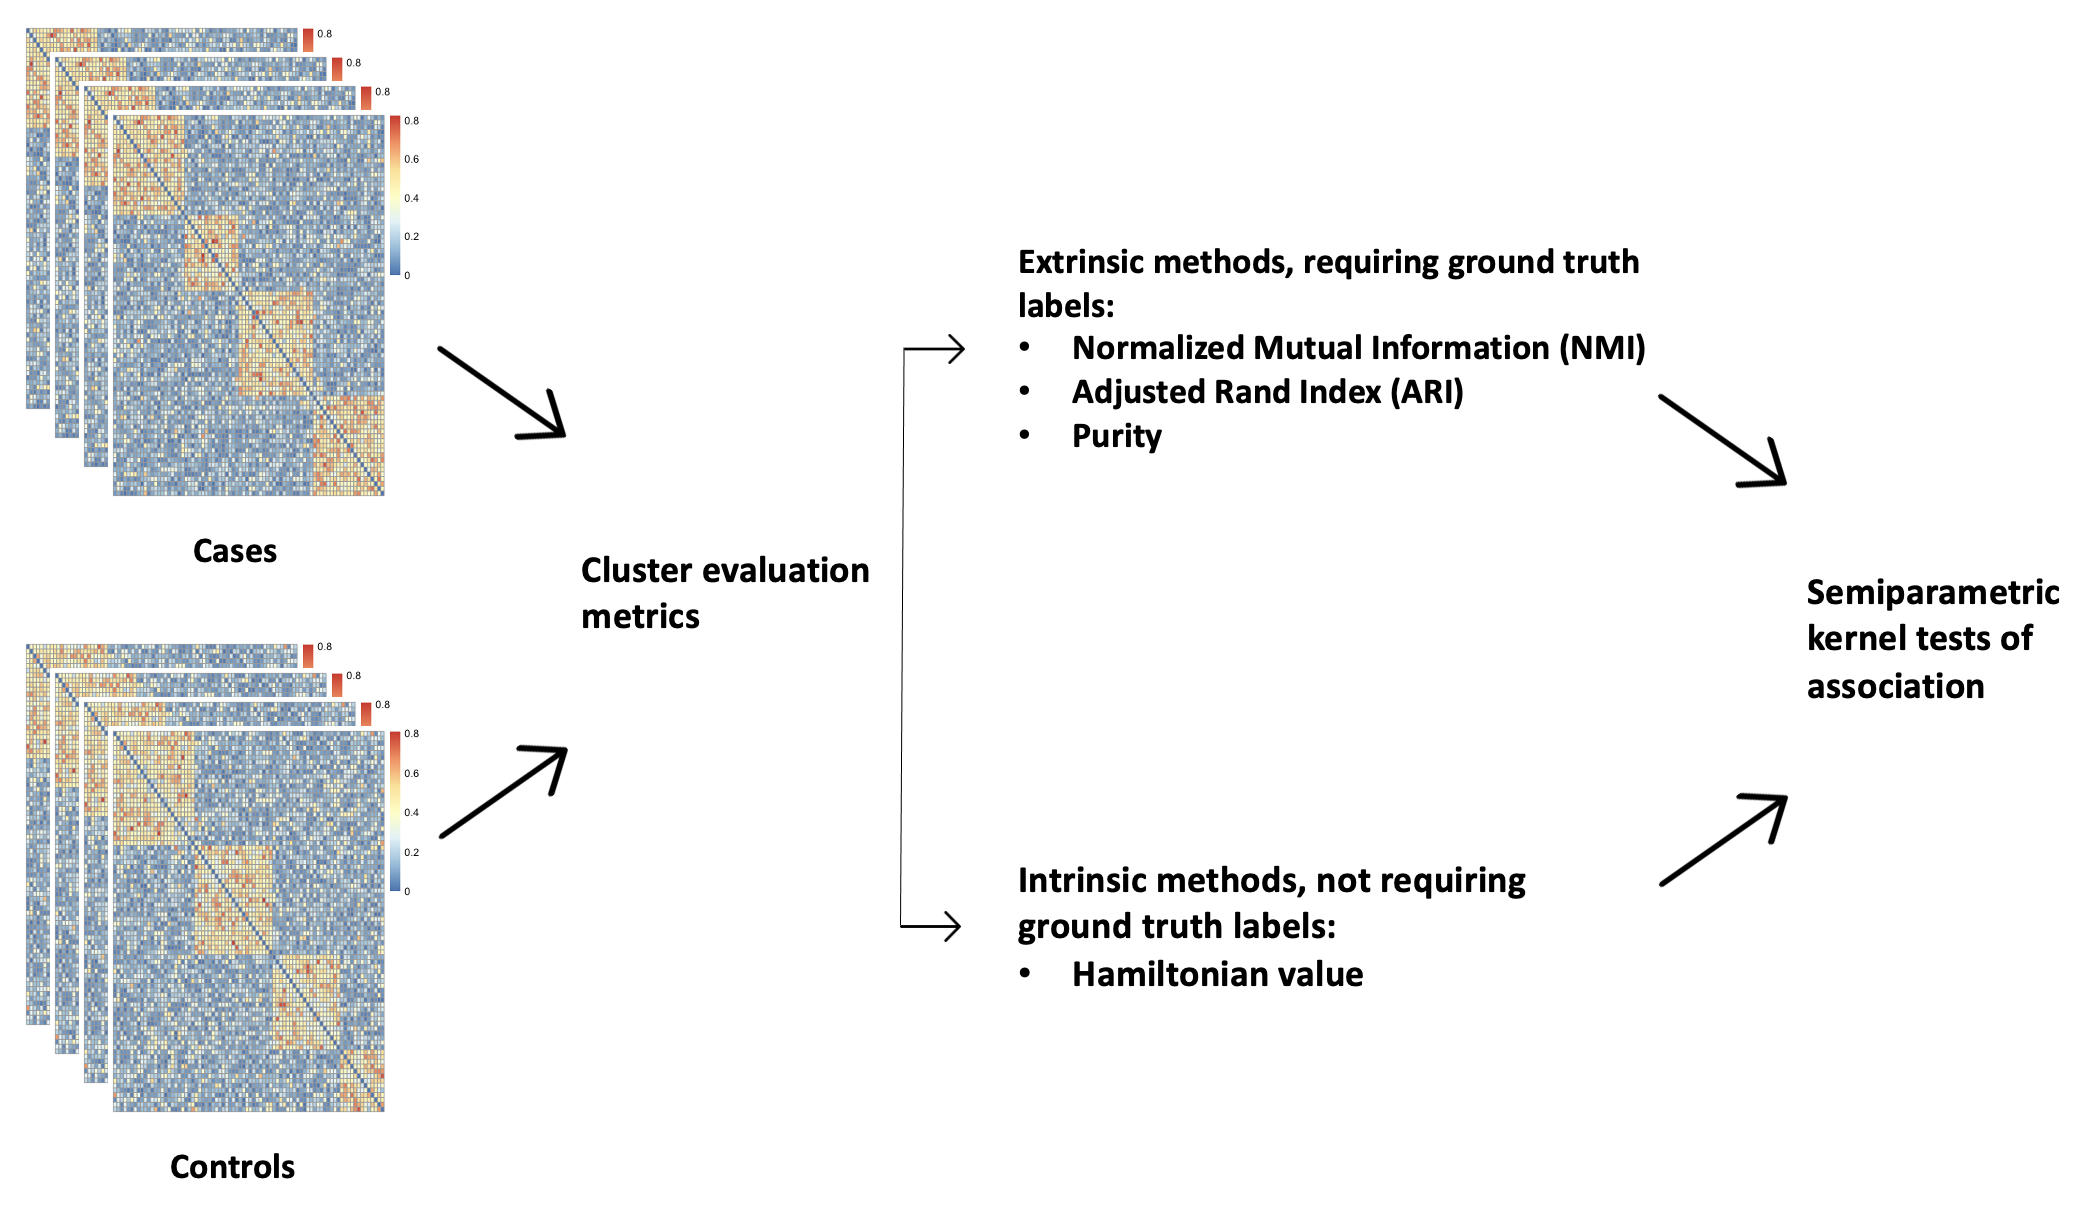 0.8
0.8
0.8
0.8
0.6
0.4
0.2
0
Cases
0.8
0.8
0.8
0.8
0.6
0.4
0.2
0
Controls
Cluster evaluation
metrics
Extrinsic methods, requiring ground truth
labels:
• Normalized Mutual Information (NMI)
• Adjusted Rand Index (ARI)
• Purity
Intrinsic methods, not requiring
ground truth labels:
• Hamiltonian value
Semiparametric
kernel tests of
association